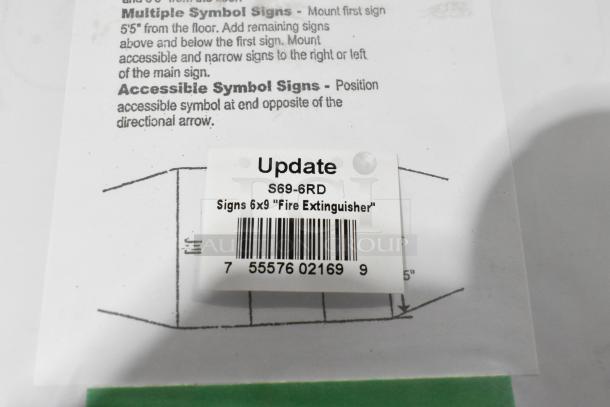 Multiple Symbol Signs - Mount first sign
5'5" from the floor. Add remaining signs
above and below the first sign. Mount
accessible and narrow signs to the right or left
of the main sign.
Accessible Symbol Signs - Position
accessible symbol at end opposite of the
directional arrow.
Update
S69-6RD
Signs 6x9 "Fire Extinguisher"
7 55576 02169 9
5"